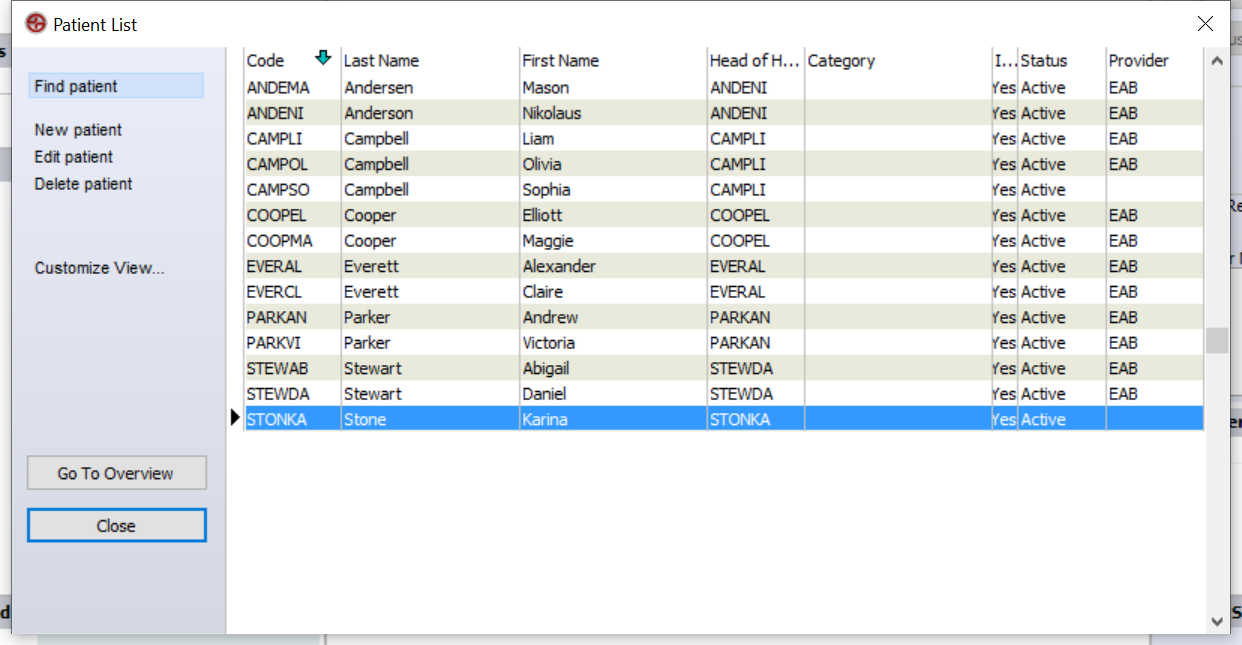 Patient List
Find patient
New patient
Edit patient
Delete patient
Customize View...
Go To Overview
Close
Code Last Name First Name Head of H... Category I... Status Provider
ANDEMA Andersen Mason ANDENI Yes Active EAB
ANDENI Anderson Nikolaus ANDENI Yes Active EAB
CAMPLI Campbell Liam CAMPLI Yes Active EAB
CAMPOL Campbell Olivia CAMPLI Yes Active EAB
CAMPSO Campbell Sophia CAMPLI Yes Active
COOPEL Cooper Elliott COOPEL Yes Active EAB
COOPMA Cooper Maggie COOPEL Yes Active EAB
EVERAL Everett Alexander EVERAL Yes Active EAB
EVERCL Everett Claire EVERAL Yes Active EAB
PARKAN Parker Andrew PARKAN Yes Active EAB
PARKVI Parker Victoria PARKAN Yes Active EAB
STEWAB Stewart Abigail STEWDA Yes Active EAB
STEWDA Stewart Daniel STEWDA Yes Active EAB
STONKA Stone Karina STONKA Yes Active